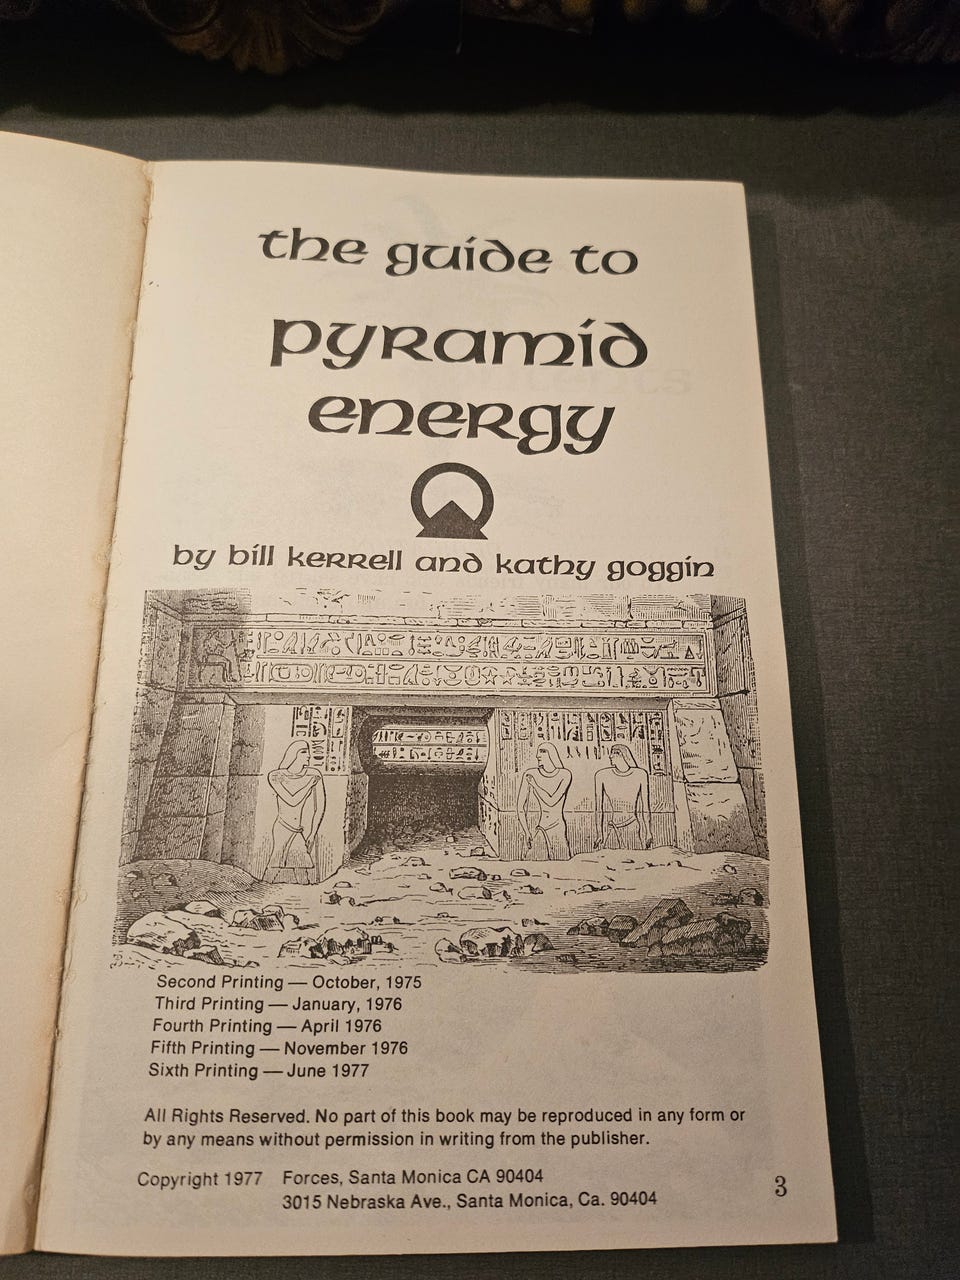 the guide to
pyramid
energy
by bill kerrell and kathy goggin
Second Printing — October, 1975
Third Printing — January, 1976
Fourth Printing — April 1976
Fifth Printing — November 1976
Sixth Printing — June 1977
All Rights Reserved. No part of this book may be reproduced in any form or
by any means without permission in writing from the publisher.
Copyright 1977 Forces, Santa Monica CA 90404
3015 Nebraska Ave., Santa Monica, Ca. 90404
3